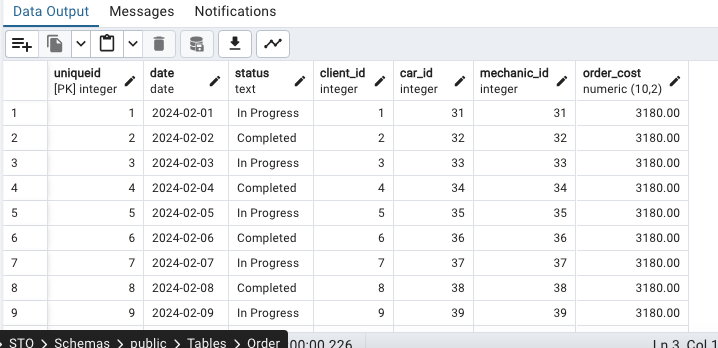 Data Output Messages Notifications
uniqueid date status client_id car_id mechanic_id order_cost
[PK] integer date text integer integer integer numeric (10,2)
1 1 2024-02-01 In Progress 1 31 31 3180.00
2 2 2024-02-02 Completed 2 32 32 3180.00
3 3 2024-02-03 In Progress 3 33 33 3180.00
4 4 2024-02-04 Completed 4 34 34 3180.00
5 5 2024-02-05 In Progress 5 35 35 3180.00
6 6 2024-02-06 Completed 6 36 36 3180.00
7 7 2024-02-07 In Progress 7 37 37 3180.00
8 8 2024-02-08 Completed 8 38 38 3180.00
9 9 2024-02-09 In Progress 9 39 39 3180.00
> STO > Schemas > public > Tables > Order 00:00.226 Ln 3, Col 1